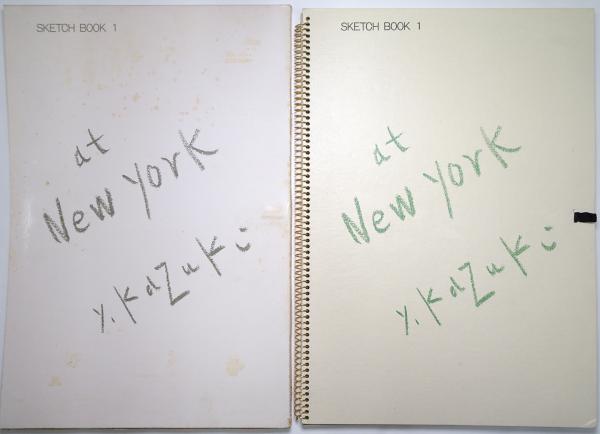 SKETCH BOOK 1
at
New York
y. Kazuki
SKETCH BOOK 1
at
New York
y. Kazuki